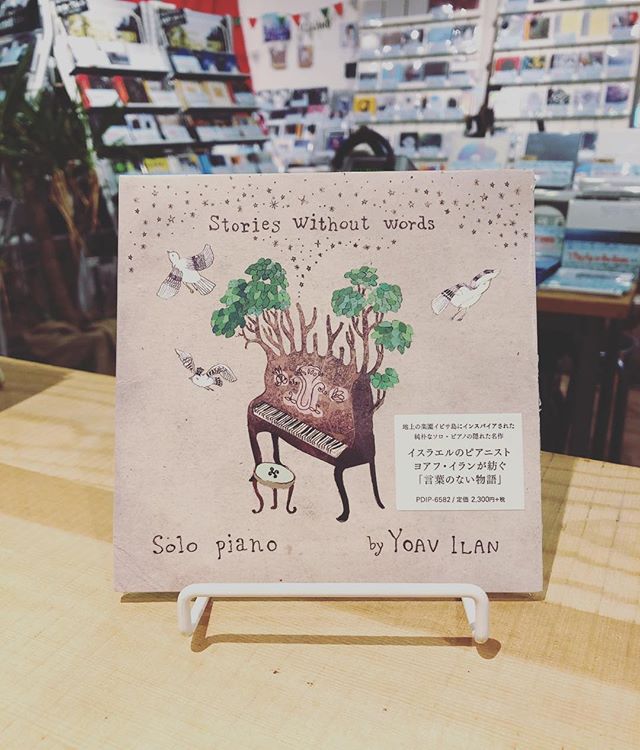 Stories without words
地上の楽園イビサ島にインスパイアされた
純朴なソロ・ピアノの隠れた名作
イスラエルのピアニスト
ヨアフ・イランが紡ぐ
「言葉のない物語」
PDIP-6582 / 定価 2,300円+税
Solo piano by YOAV ILAN